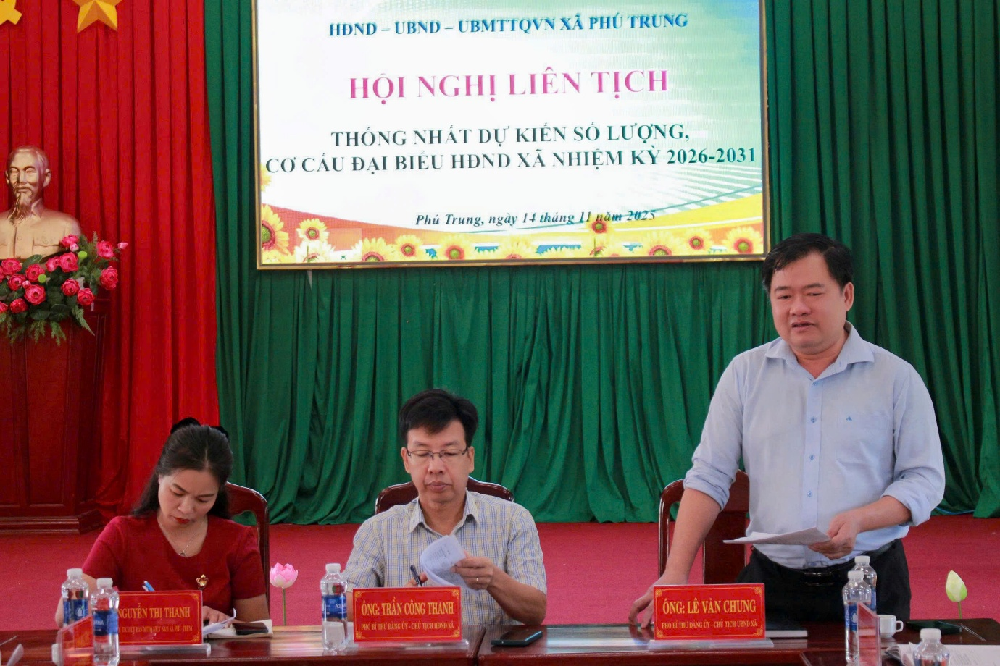 HĐND – UBND – UBMTTQVN XÃ PHÚ TRUNG
HỘI NGHỊ LIÊN TỊCH
THỐNG NHẤT DỰ KIẾN SỐ LƯỢNG,
CƠ CẤU ĐẠI BIỂU HĐND XÃ NHIỆM KỲ 2026-2031
Phú Trung, ngày 14 tháng 11 năm 2025
NGUYỄN THỊ THANH
ÔNG: TRẦN CÔNG THANH
PHÓ BÍ THƯ ĐẢNG ỦY - CHỦ TỊCH HĐND XÃ
ÔNG: LÊ VĂN CHUNG
PHÓ BÍ THƯ ĐẢNG ỦY - CHỦ TỊCH UBND XÃ